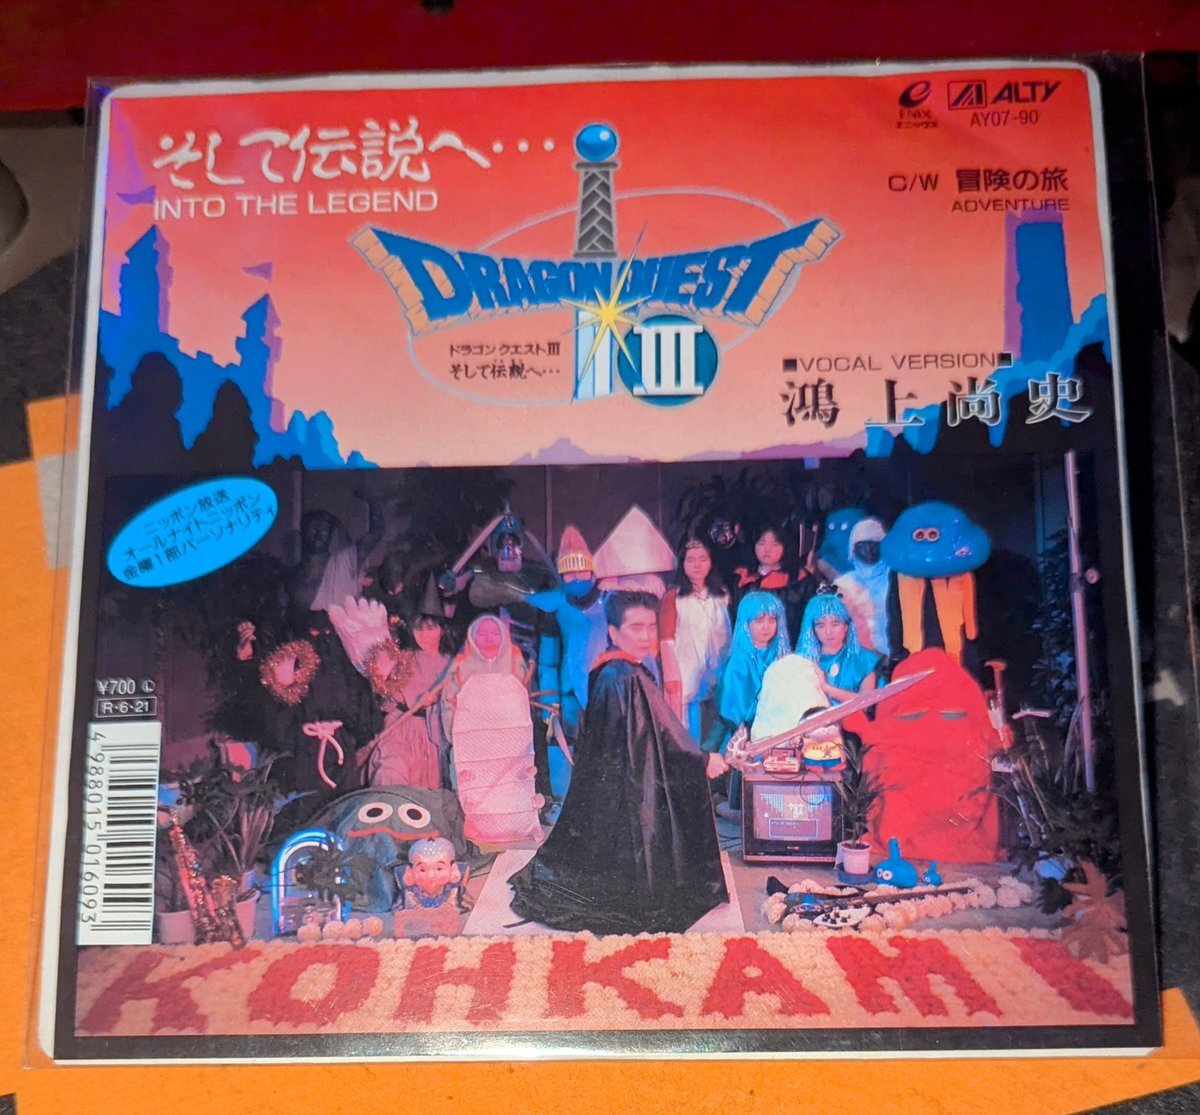 そして伝説へ…
INTO THE LEGEND
ENIX
エニックス
ALTY
AY07-90
C/W 冒険の旅
ADVENTURE
DRAGON QUEST
III
ドラゴンクエストIII
そして伝説へ…
■VOCAL VERSION■
鴻上尚史
ニッポン放送
オールナイトニッポン
金曜1部パーソナリティ
¥700 Ⓛ
R・6・21
4988015016093
KOHKAMI